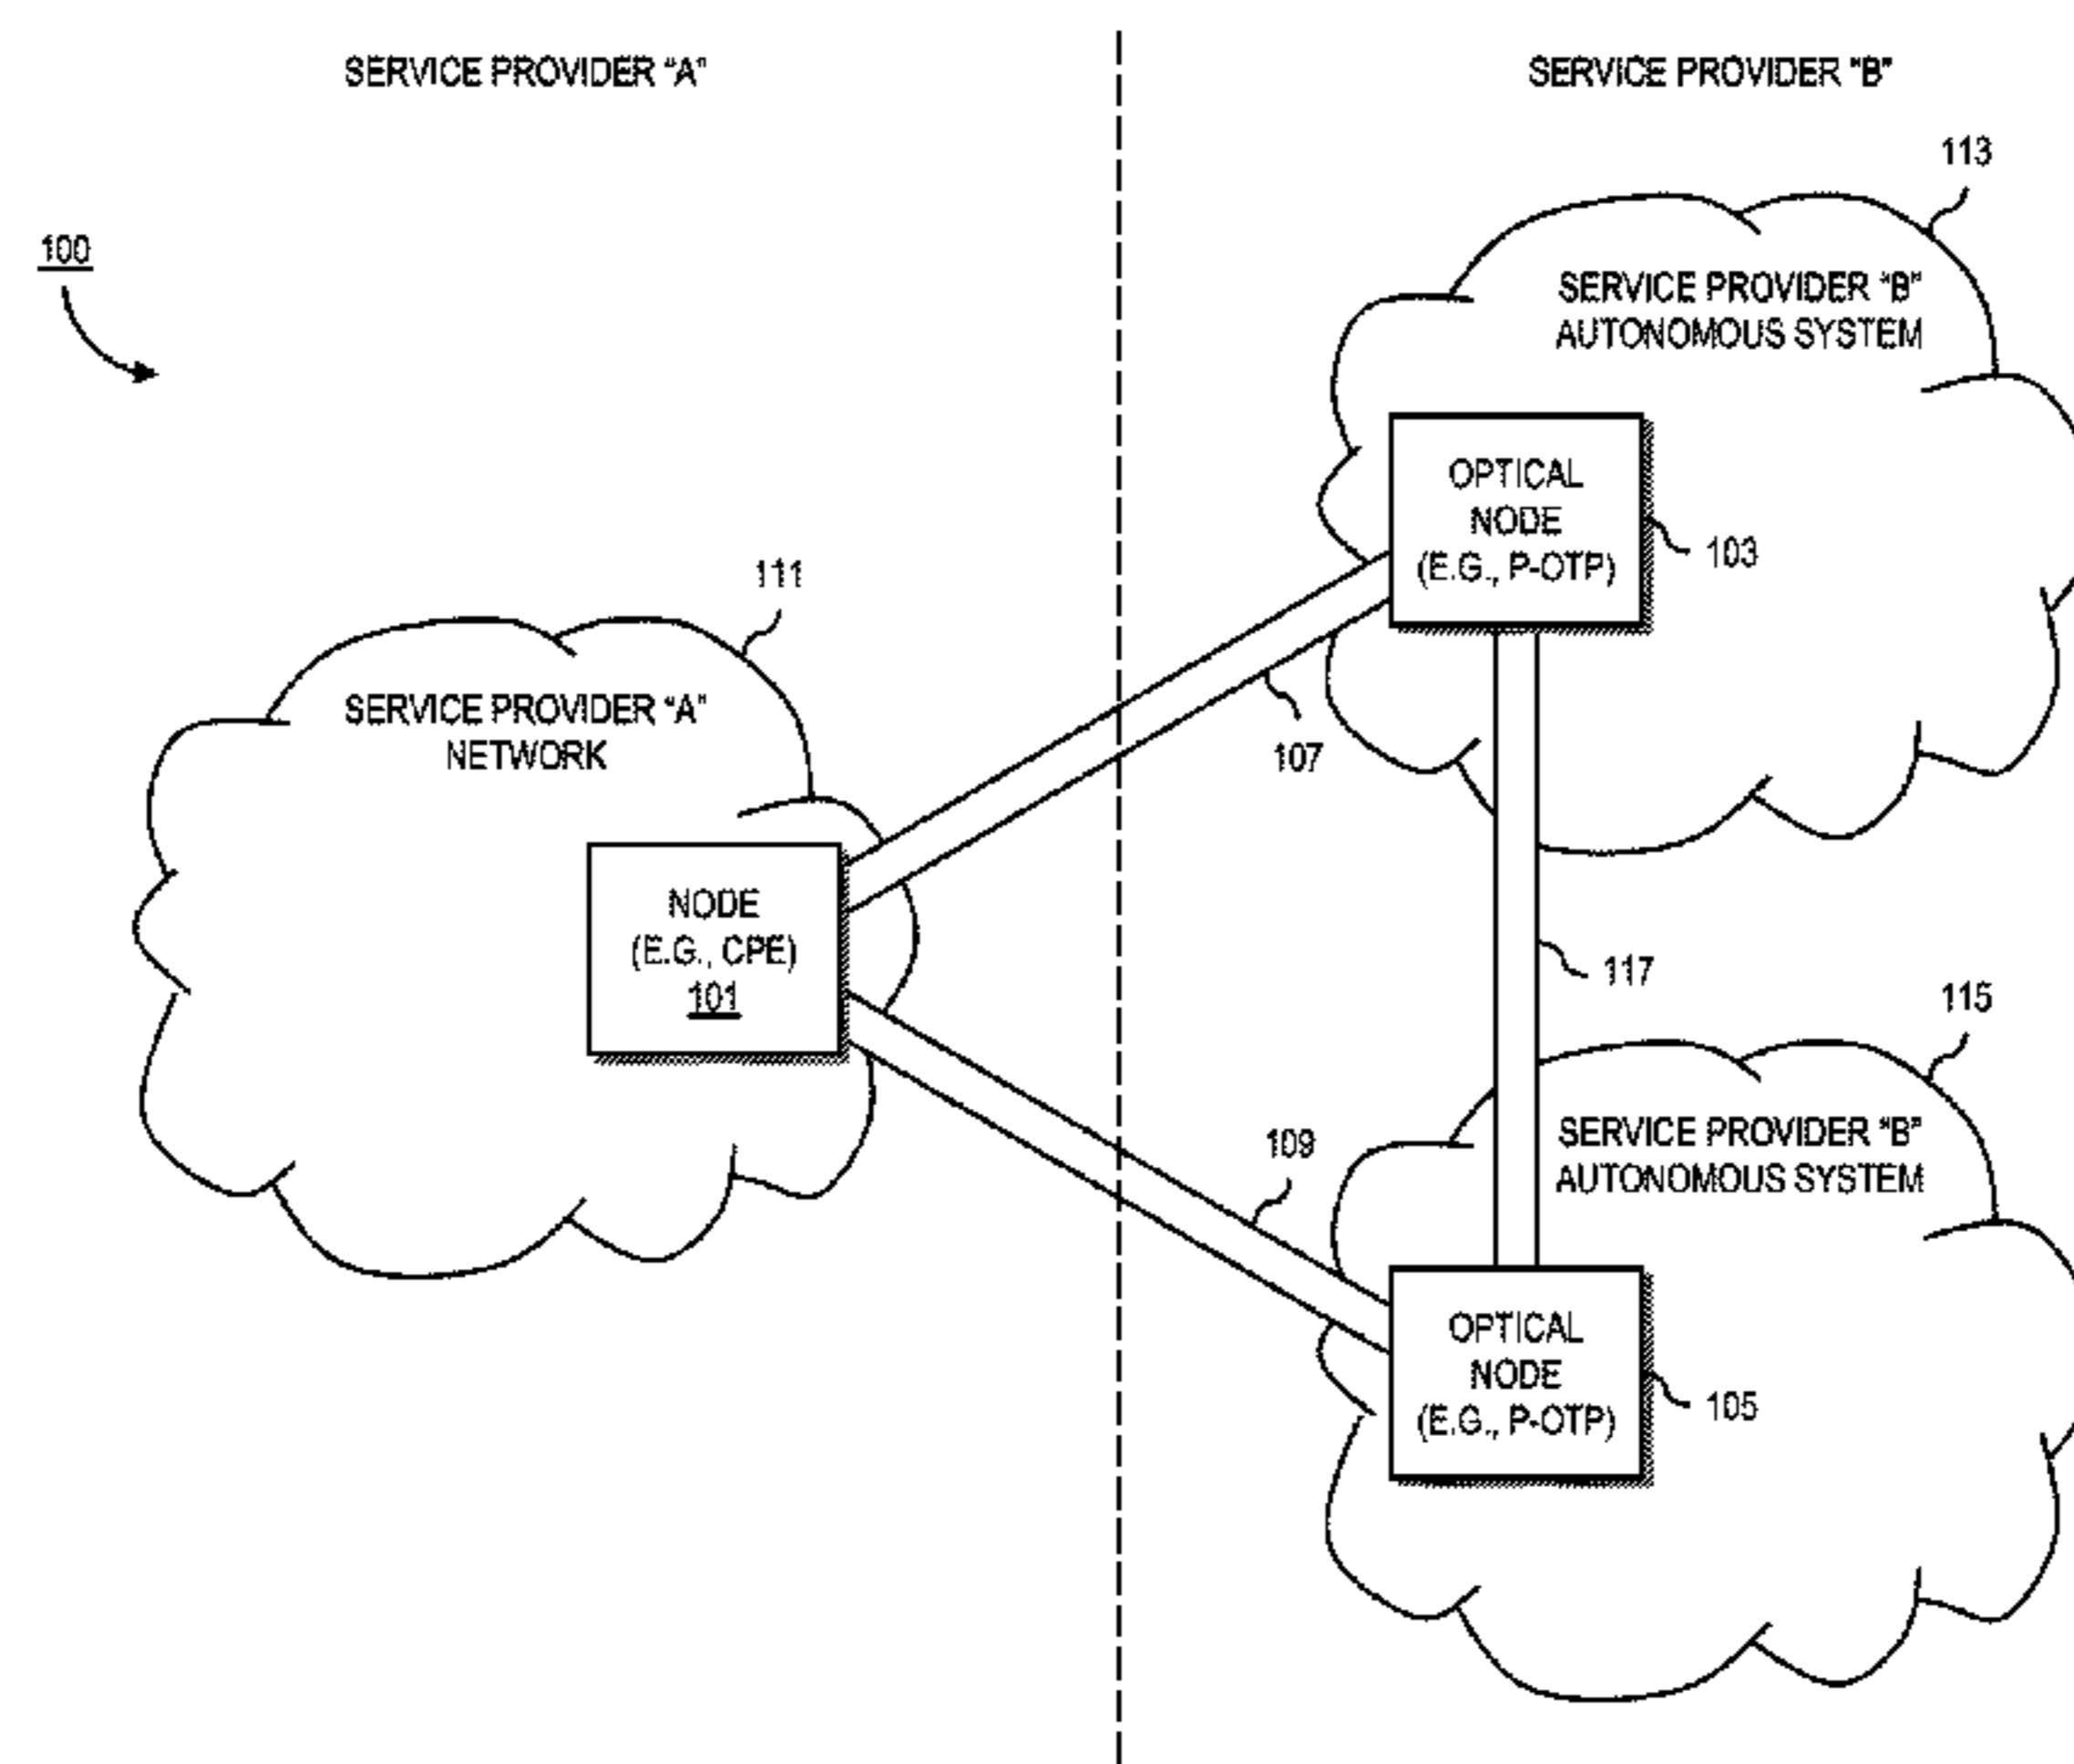 SERVICE PROVIDER "A"
SERVICE PROVIDER "B"
113
100
SERVICE PROVIDER "B"
AUTONOMOUS SYSTEM
OPTICAL
NODE
(E.G., P-OTP)
103
111
SERVICE PROVIDER "A"
NETWORK
107
NODE
(E.G., CPE)
101
117
115
109
SERVICE PROVIDER "B"
AUTONOMOUS SYSTEM
OPTICAL
NODE
(E.G., P-OTP)
105